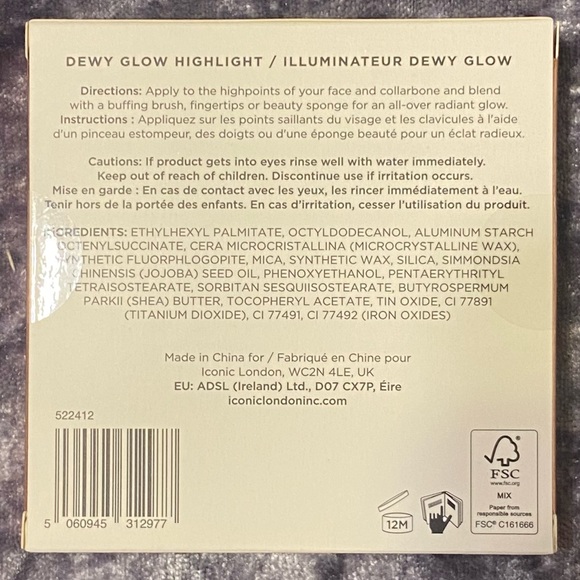 DEWY GLOW HIGHLIGHT / ILLUMINATEUR DEWY GLOW
Directions: Apply to the highpoints of your face and collarbone and blend
with a buffing brush, fingertips or beauty sponge for an all-over radiant glow.
Instructions : Appliquez sur les points saillants du visage et les clavicules à l'aide
d'un pinceau estompeur, des doigts ou d'une éponge beauté pour un éclat radieux.
Cautions: If product gets into eyes rinse well with water immediately.
Keep out of reach of children. Discontinue use if irritation occurs.
Mise en garde : En cas de contact avec les yeux, les rincer immédiatement à l'eau.
Tenir hors de la portée des enfants. En cas d'irritation, cesser l'utilisation du produit.
INGREDIENTS: ETHYLHEXYL PALMITATE, OCTYLDODECANOL, ALUMINUM STARCH
OCTENYLSUCCINATE, CERA MICROCRISTALLINA (MICROCRYSTALLINE WAX),
SYNTHETIC FLUORPHLOGOPITE, MICA, SYNTHETIC WAX, SILICA, SIMMONDSIA
CHINENSIS (JOJOBA) SEED OIL, PHENOXYETHANOL, PENTAERYTHRITYL
TETRAISOSTEARATE, SORBITAN SESQUIISOSTEARATE, BUTYROSPERMUM
PARKII (SHEA) BUTTER, TOCOPHERYL ACETATE, TIN OXIDE, CI 77891
(TITANIUM DIOXIDE), CI 77491, CI 77492 (IRON OXIDES)
Made in China for / Fabriqué en Chine pour
Iconic London, WC2N 4LE, UK
EU: ADSL (Ireland) Ltd., D07 CX7P, Éire
iconiclondoninc.com
522412
5 060945 312977
12M
FSC
www.fsc.org
MIX
Paper from
responsible sources
FSC® C161666